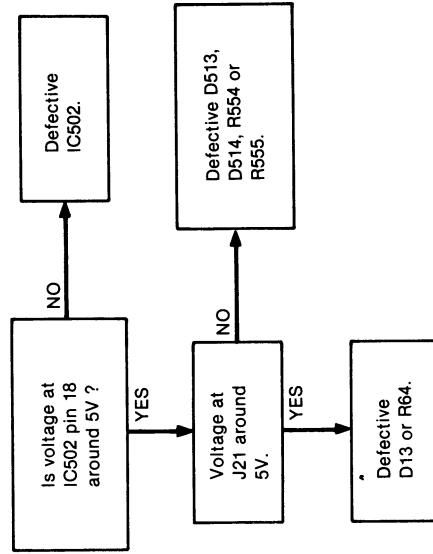 Is voltage at
IC502 pin 18
around 5V ?
NO
Defective
IC502.
YES
Voltage at
J21 around
5V.
NO
Defective D513,
D514, R554 or
R555.
YES
Defective
D13 or R64.